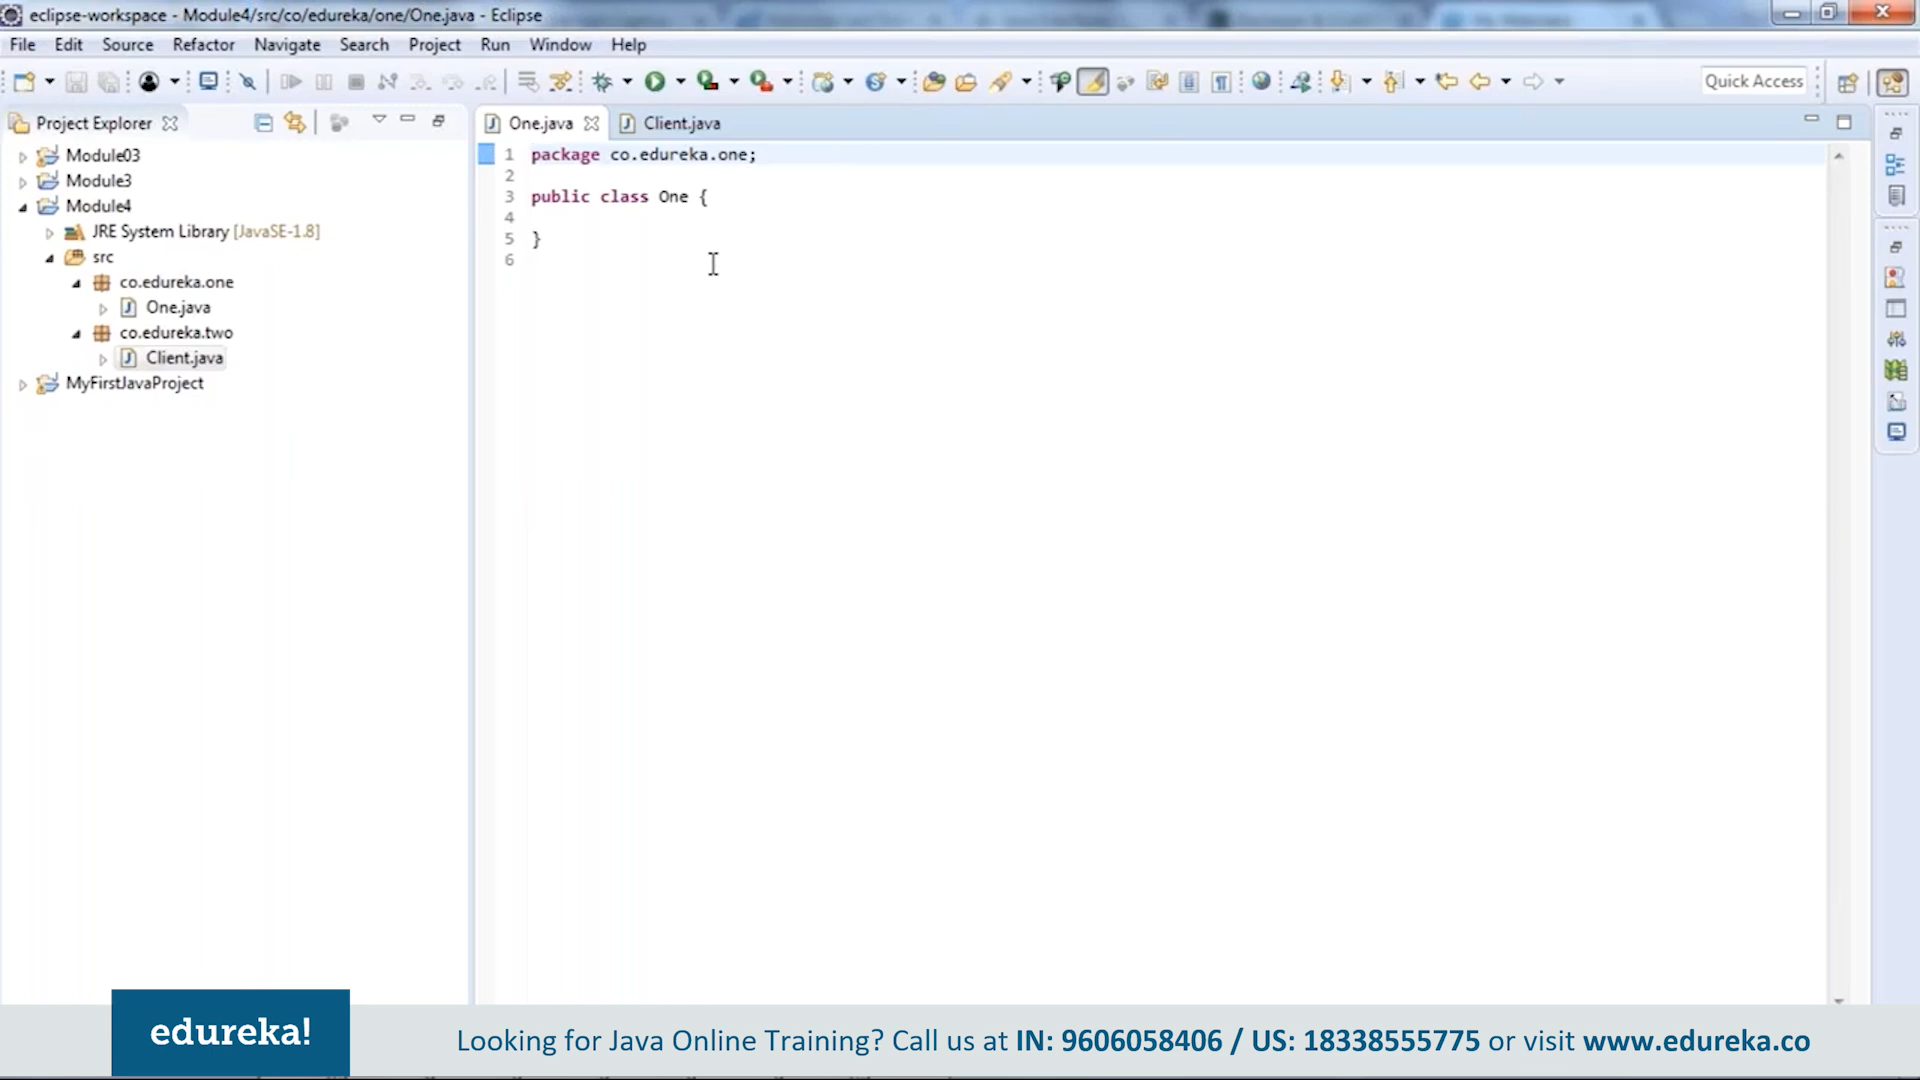 eclipse-workspace - Module4/src/co/edureka/one/One.java - Eclipse
File Edit Source Refactor Navigate Search Project Run Window Help
Quick Access
Project Explorer
Module03
Module3
Module4
JRE System Library [JavaSE-1.8]
src
co.edureka.one
One.java
co.edureka.two
Client.java
MyFirstJavaProject
One.java Client.java
1 package co.edureka.one;
2
3 public class One {
4
5 }
6
edureka!
Looking for Java Online Training? Call us at IN: 9606058406 / US: 18338555775 or visit www.edureka.co